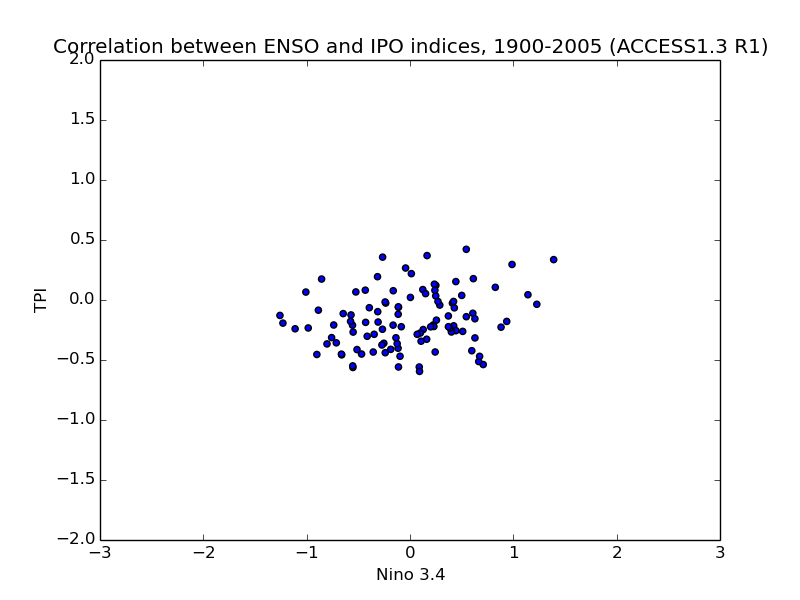 Correlation between ENSO and IPO indices, 1900-2005 (ACCESS1.3 R1)
2.0
1.5
1.0
0.5
0.0
−0.5
−1.0
−1.5
−2.0
TPI
−3 −2 −1 0 1 2 3
Nino 3.4